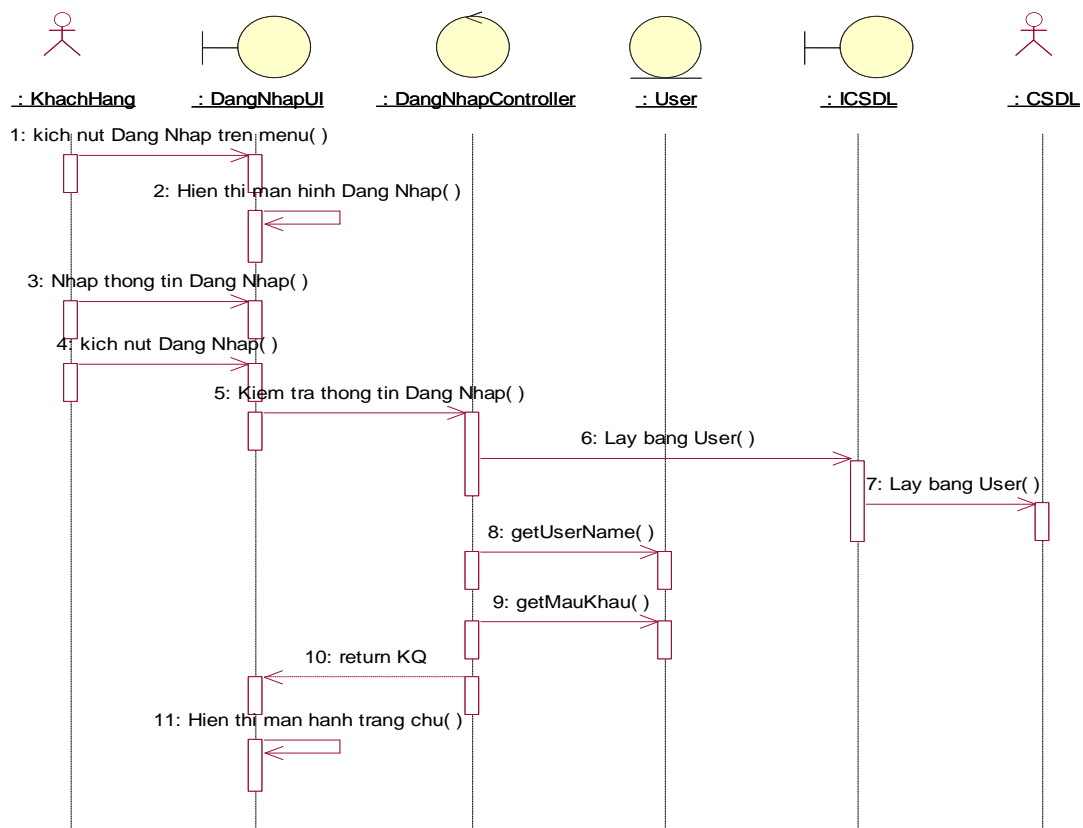 : KhachHang
: DangNhapUI
: DangNhapController
: User
: ICSDL
: CSDL
1: kich nut Dang Nhap tren menu( )
2: Hien thi man hinh Dang Nhap( )
3: Nhap thong tin Dang Nhap( )
4: kich nut Dang Nhap( )
5: Kiem tra thong tin Dang Nhap( )
6: Lay bang User( )
7: Lay bang User( )
8: getUserName( )
9: getMauKhau( )
10: return KQ
11: Hien thi man hanh trang chu( )